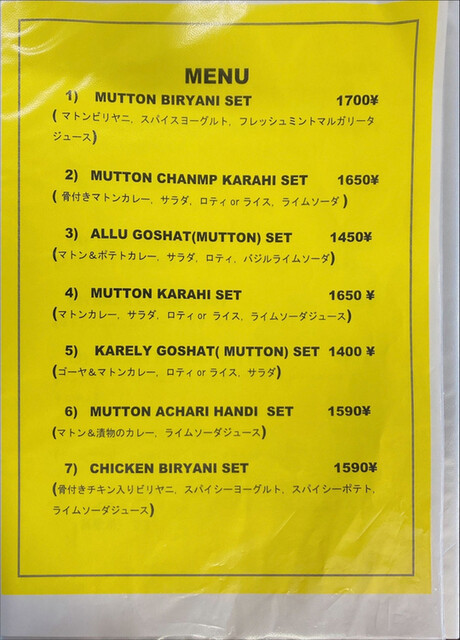 MENU
1) MUTTON BIRYANI SET 1700¥
( マトンビリヤニ, スパイスヨーグルト, フレッシュミントマルガリータ
ジュース)
2) MUTTON CHANMP KARAHI SET 1650¥
( 骨付きマトンカレー, サラダ, ロティ or ライス, ライムソーダ )
3) ALLU GOSHAT(MUTTON) SET 1450¥
(マトン&ポテトカレー, サラダ, ロティ, バジルライムソーダ)
4) MUTTON KARAHI SET 1650 ¥
(マトンカレー, サラダ, ロティ or ライス, ライムソーダジュース)
5) KARELY GOSHAT( MUTTON) SET 1400 ¥
(ゴーヤ&マトンカレー, ロティ or ライス, サラダ)
6) MUTTON ACHARI HANDI SET 1590¥
(マトン&漬物のカレー, ライムソーダジュース)
7) CHICKEN BIRYANI SET 1590¥
(骨付きチキン入りビリヤニ, スパイシーヨーグルト, スパイシーポテト,
ライムソーダジュース)